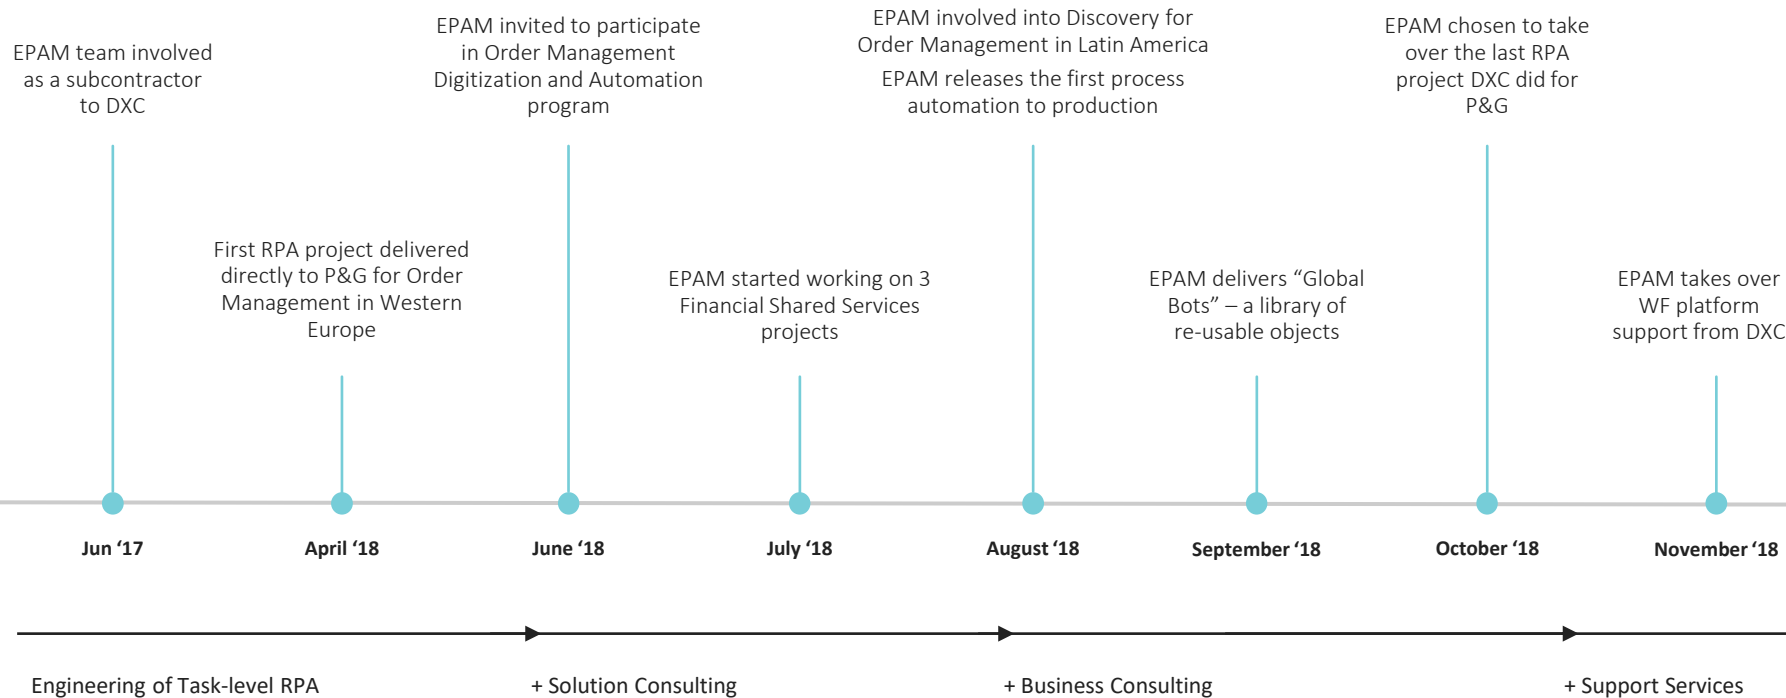 EPAM team involved
as a subcontractor
to DXC
First RPA project delivered
directly to P&G for Order
Management in Western
Europe
EPAM invited to participate
in Order Management
Digitization and Automation
program
EPAM started working on 3
Financial Shared Services
projects
EPAM involved into Discovery for
Order Management in Latin America
EPAM releases the first process
automation to production
EPAM delivers “Global
Bots” – a library of
re-usable objects
EPAM chosen to take
over the last RPA
project DXC did for
P&G
EPAM takes over
WF platform
support from DXC
Jun ‘17
April ‘18
June ‘18
July ‘18
August ‘18
September ‘18
October ‘18
November ‘18
Engineering of Task-level RPA
+ Solution Consulting
+ Business Consulting
+ Support Services